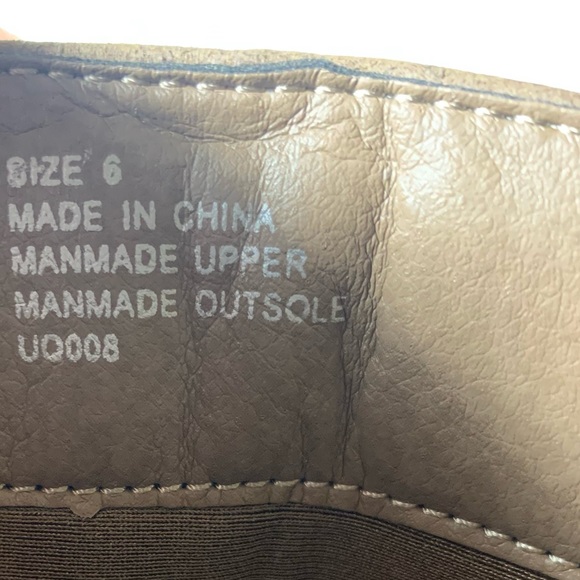 SIZE 6
MADE IN CHINA
MANMADE UPPER
MANMADE OUTSOLE
UQ008